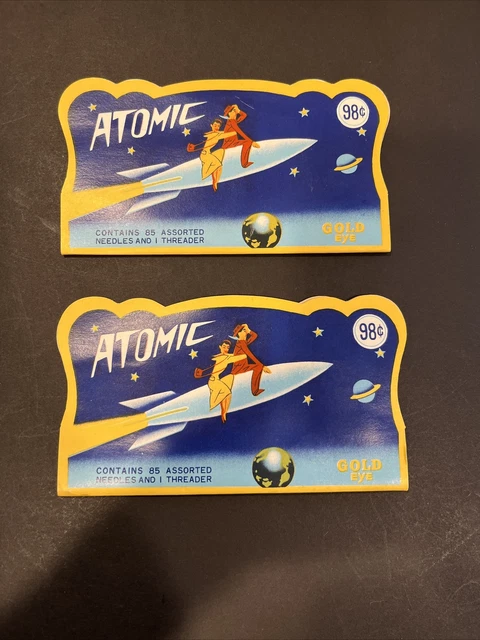 ATOMIC
98¢
CONTAINS 85 ASSORTED
NEEDLES AND 1 THREADER
GOLD
EYE
ATOMIC
98¢
CONTAINS 85 ASSORTED
NEEDLES AND 1 THREADER
GOLD
EYE